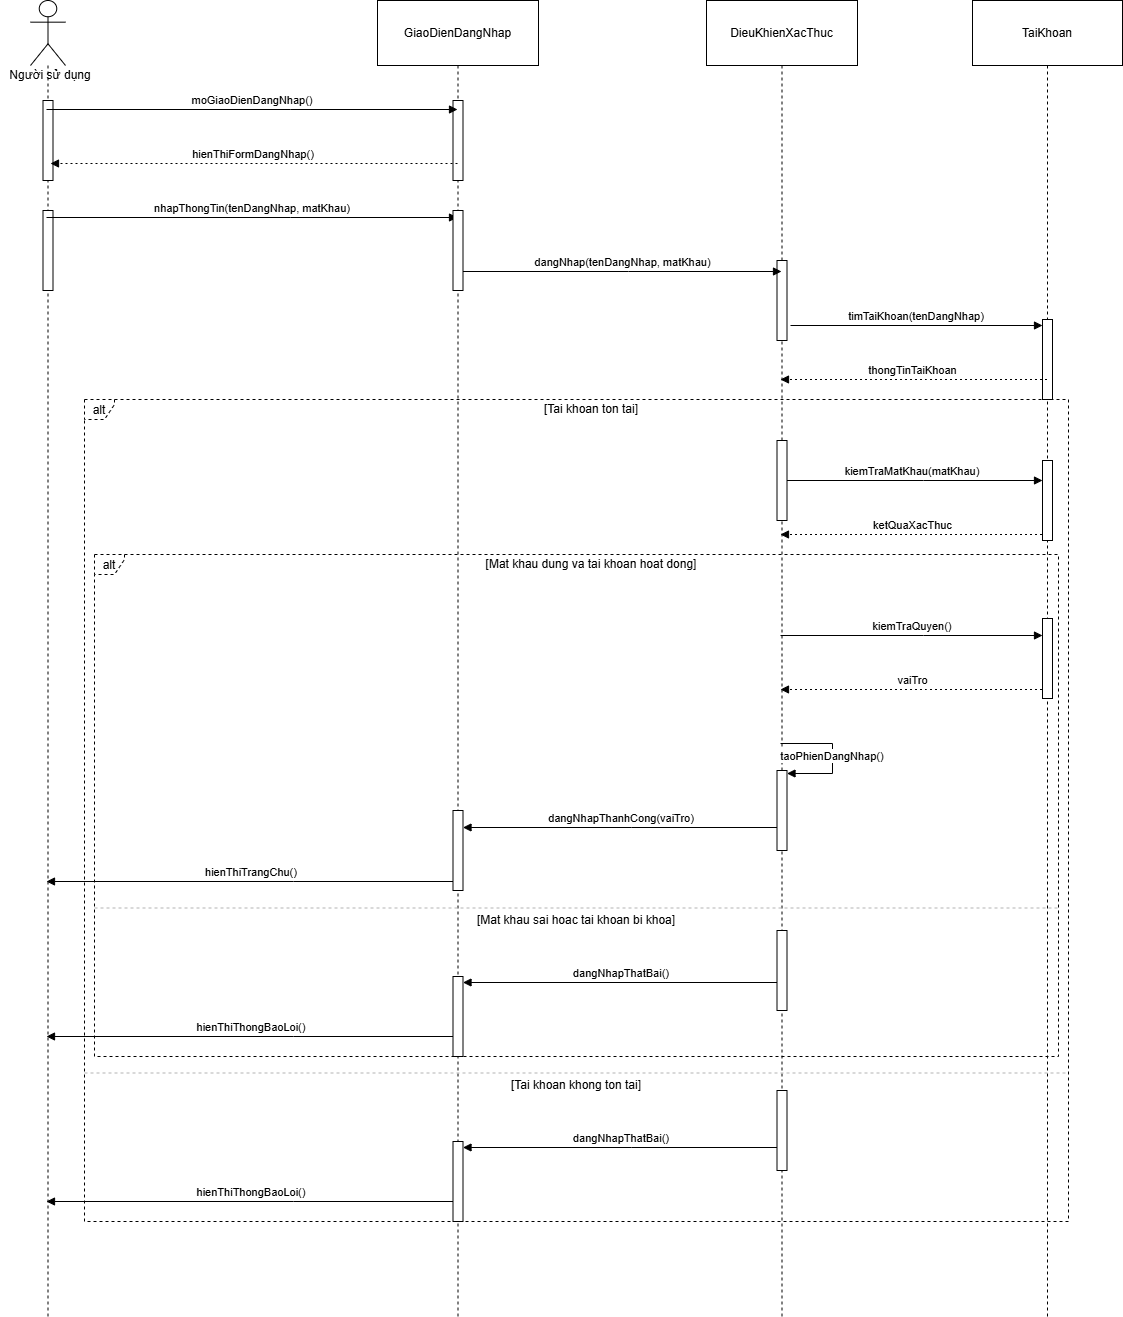 GiaoDienDangNhap
DieuKhienXacThuc
TaiKhoan
Người sử dụng
moGiaoDienDangNhap()
hienThiFormDangNhap()
nhapThongTin(tenDangNhap, matKhau)
dangNhap(tenDangNhap, matKhau)
timTaiKhoan(tenDangNhap)
thongTinTaiKhoan
alt
[Tai khoan ton tai]
kiemTraMatKhau(matKhau)
ketQuaXacThuc
alt
[Mat khau dung va tai khoan hoat dong]
kiemTraQuyen()
vaiTro
taoPhienDangNhap()
dangNhapThanhCong(vaiTro)
hienThiTrangChu()
[Mat khau sai hoac tai khoan bi khoa]
dangNhapThatBai()
hienThiThongBaoLoi()
[Tai khoan khong ton tai]
dangNhapThatBai()
hienThiThongBaoLoi()